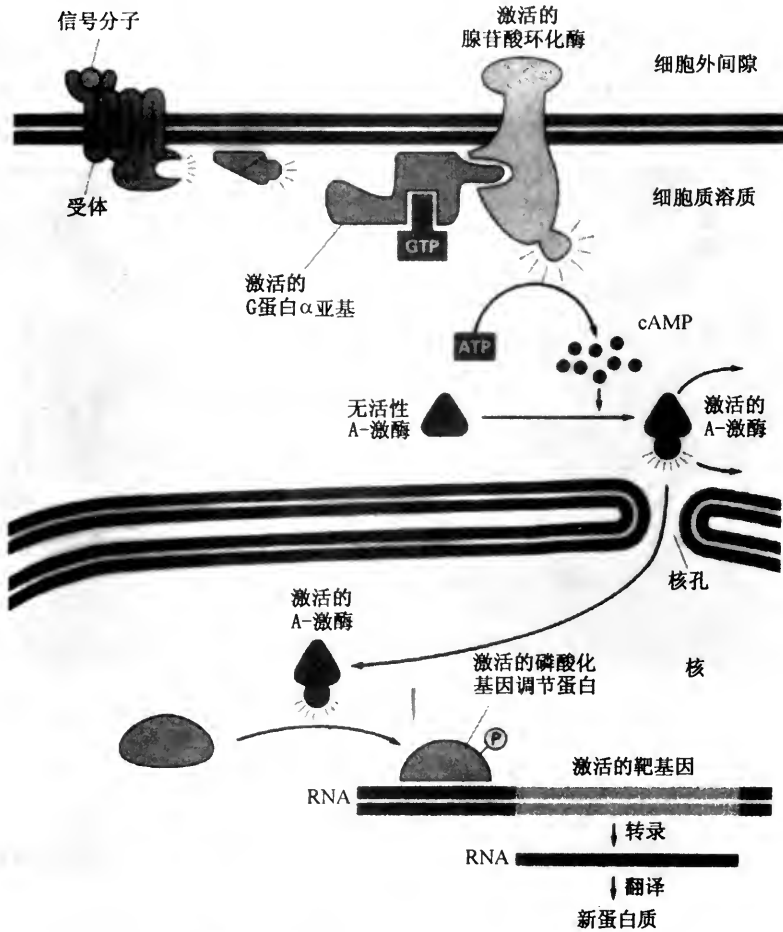 信号分子
激活的
腺苷酸环化酶
细胞外间隙
受体
细胞质溶质
GTP
激活的
G蛋白α亚基
cAMP
ATP
无活性
A-激酶
激活的
A-激酶
核孔
激活的
A-激酶
核
激活的磷酸化
基因调节蛋白
P
激活的靶基因
RNA
转录
RNA
翻译
新蛋白质